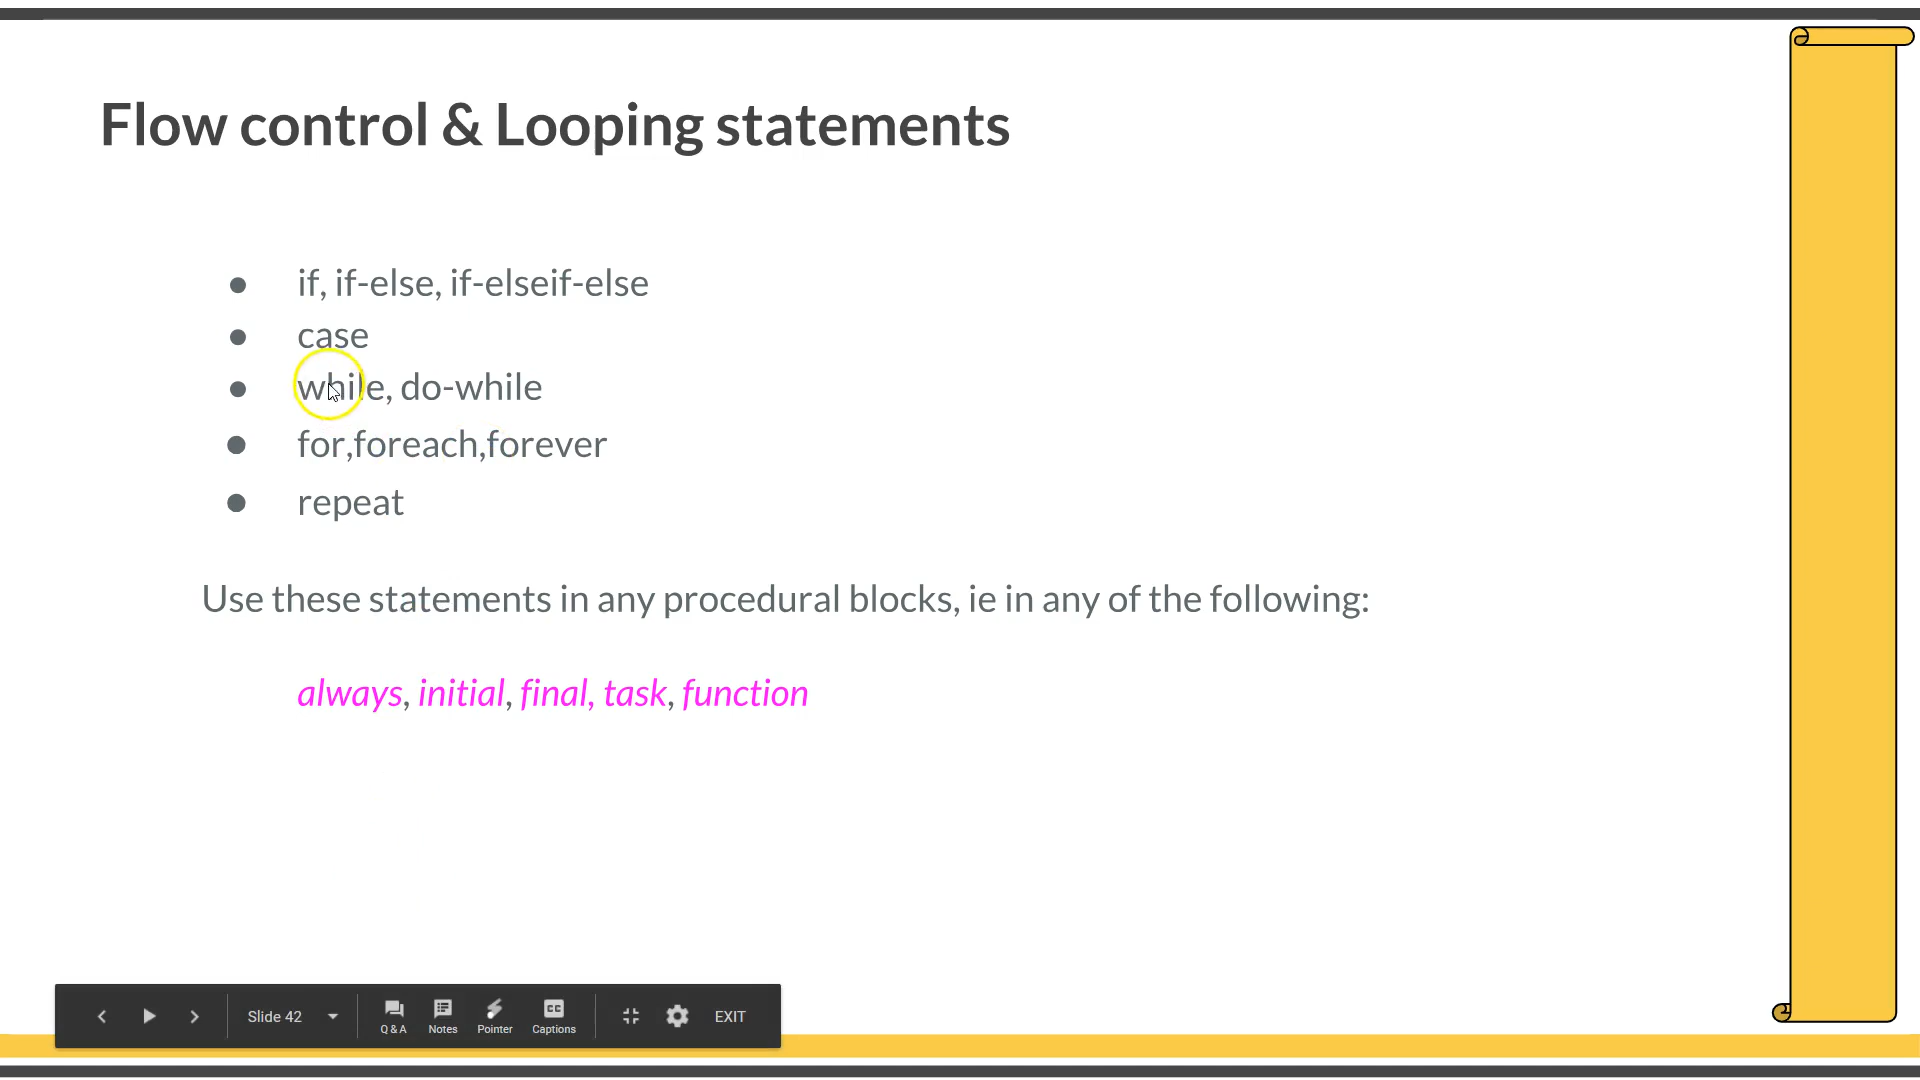 Flow control & Looping statements
● if, if-else, if-elseif-else
● case
● while, do-while
● for,foreach,forever
● repeat
Use these statements in any procedural blocks, ie in any of the following:
always, initial, final, task, function
Slide 42
Q & A Notes Pointer Captions EXIT